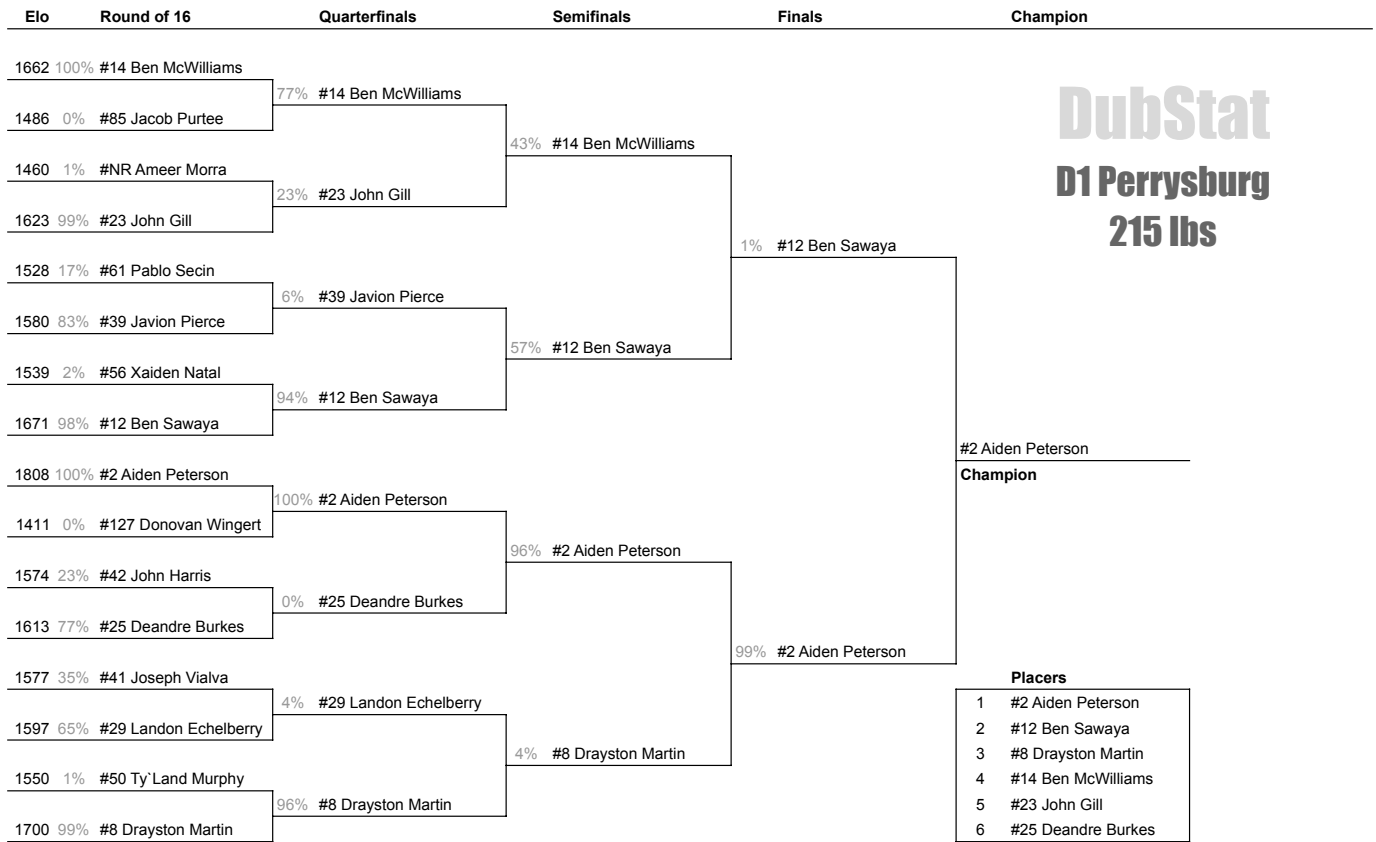 Elo Round of 16 Quarterfinals Semifinals Finals Champion
1662 100% #14 Ben McWilliams
77% #14 Ben McWilliams
1486 0% #85 Jacob Purtee
43% #14 Ben McWilliams
1460 1% #NR Ameer Morra
23% #23 John Gill
1623 99% #23 John Gill
1% #12 Ben Sawaya
1528 17% #61 Pablo Secin
6% #39 Javion Pierce
1580 83% #39 Javion Pierce
57% #12 Ben Sawaya
1539 2% #56 Xaiden Natal
94% #12 Ben Sawaya
1671 98% #12 Ben Sawaya
#2 Aiden Peterson
Champion
1808 100% #2 Aiden Peterson
100% #2 Aiden Peterson
1411 0% #127 Donovan Wingert
96% #2 Aiden Peterson
1574 23% #42 John Harris
0% #25 Deandre Burkes
1613 77% #25 Deandre Burkes
99% #2 Aiden Peterson
1577 35% #41 Joseph Vialva
4% #29 Landon Echelberry
1597 65% #29 Landon Echelberry
4% #8 Drayston Martin
1550 1% #50 Ty`Land Murphy
96% #8 Drayston Martin
1700 99% #8 Drayston Martin
DubStat
D1 Perrysburg
215 lbs
Placers
1 #2 Aiden Peterson
2 #12 Ben Sawaya
3 #8 Drayston Martin
4 #14 Ben McWilliams
5 #23 John Gill
6 #25 Deandre Burkes